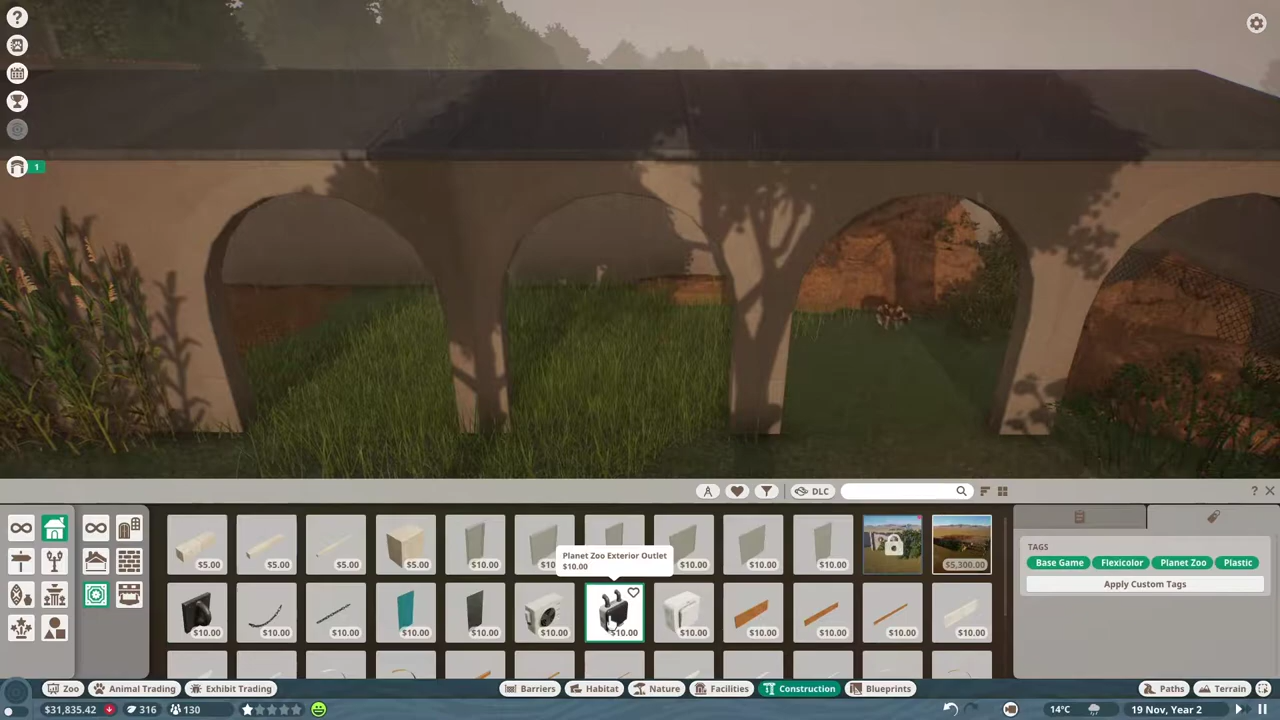 ?
1
DLC
? ×
$5.00 $5.00 $5.00 $5.00 $10.00 $10.00 $10.00 $10.00 $5,300.00
Planet Zoo Exterior Outlet
$10.00
$10.00 $10.00 $10.00 $10.00 $10.00 $10.00 $10.00 $10.00 $10.00 $10.00 $10.00 $10.00
TAGS
Base Game Flexicolor Planet Zoo Plastic
Apply Custom Tags
Zoo Animal Trading Exhibit Trading Barriers Habitat Nature Facilities Construction Blueprints Paths Terrain
$31,835.42 316 130 14°C 19 Nov, Year 2